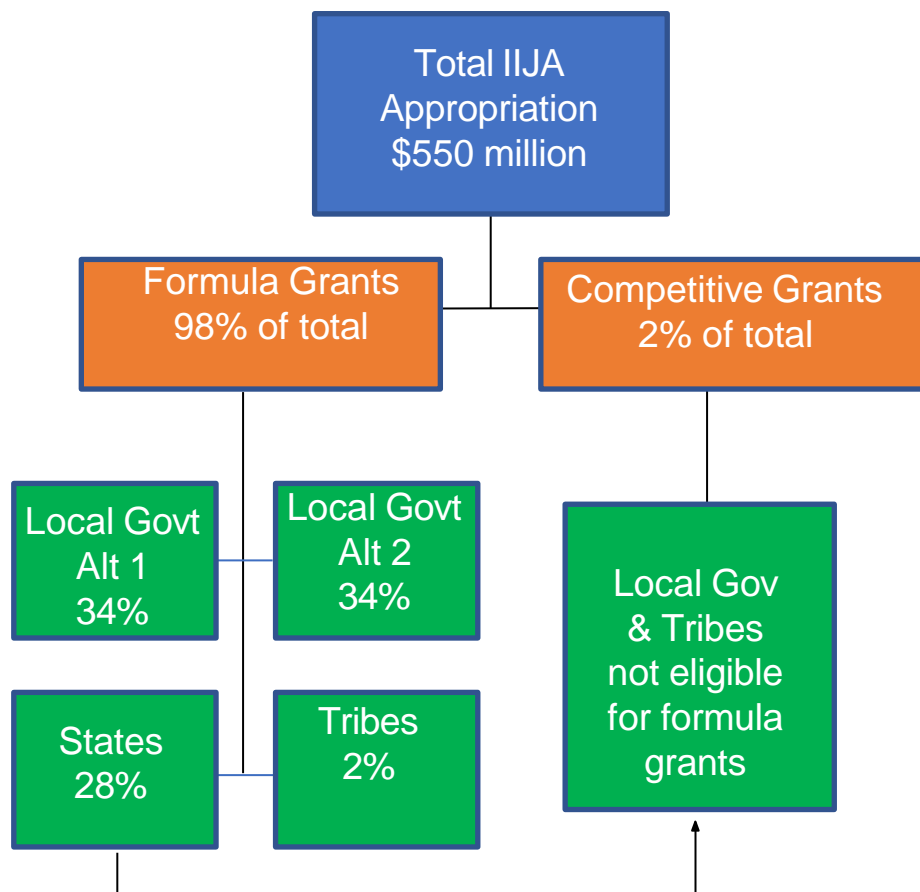 Total IIJA
Appropriation
$550 million
Formula Grants
98% of total
Competitive Grants
2% of total
Local Govt
Alt 1
34%
Local Govt
Alt 2
34%
Local Gov
& Tribes
not eligible
for formula
grants
States
28%
Tribes
2%